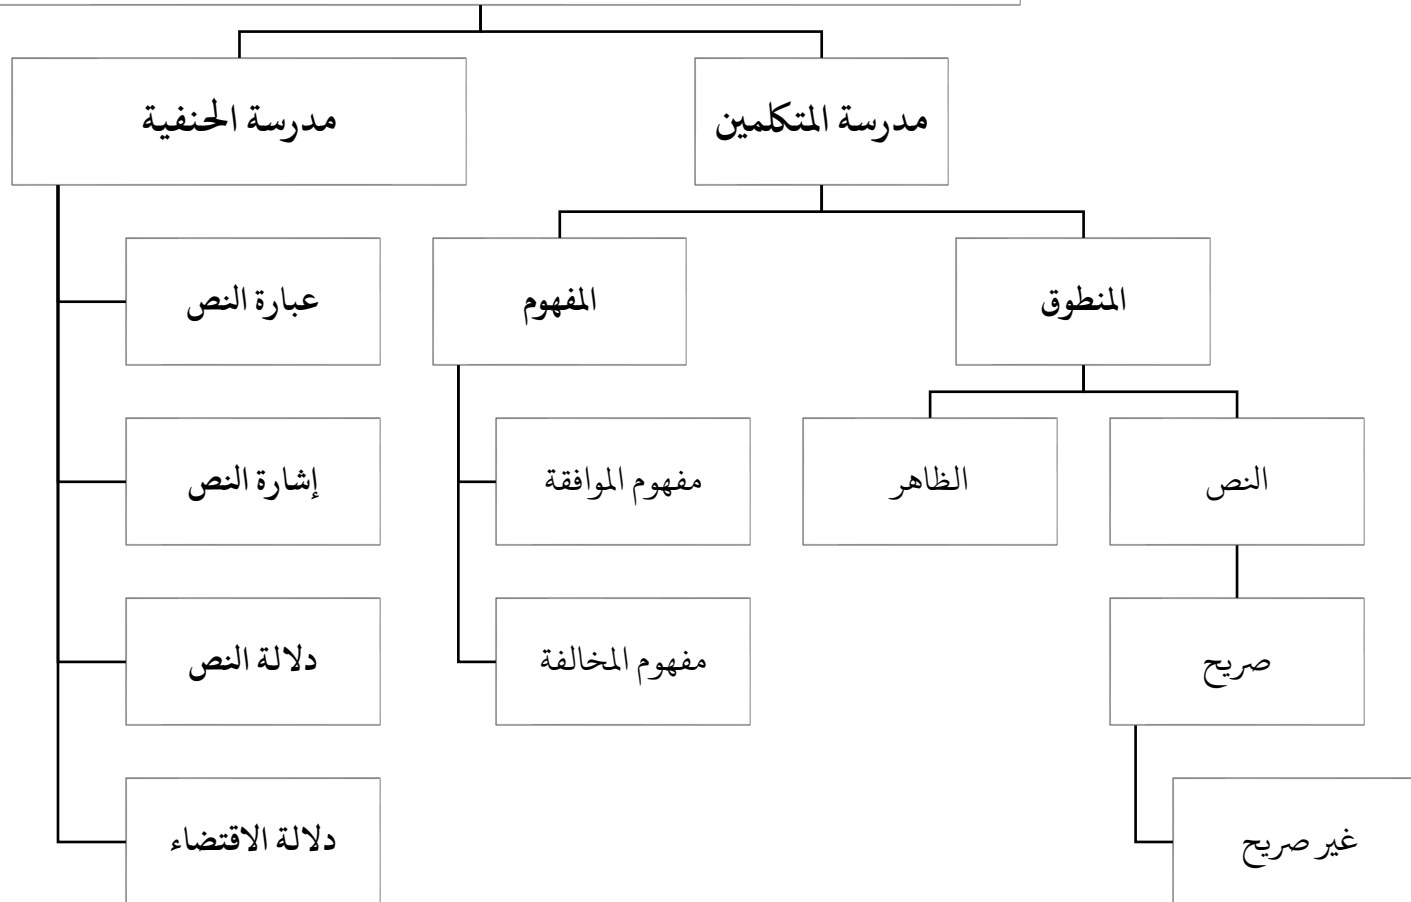 مدرسة المتكلمين
مدرسة الحنفية
المنطوق
المفهوم
عبارة النص
النص
الظاهر
مفهوم الموافقة
إشارة النص
صريح
مفهوم المخالفة
دلالة النص
غير صريح
دلالة الاقتضاء